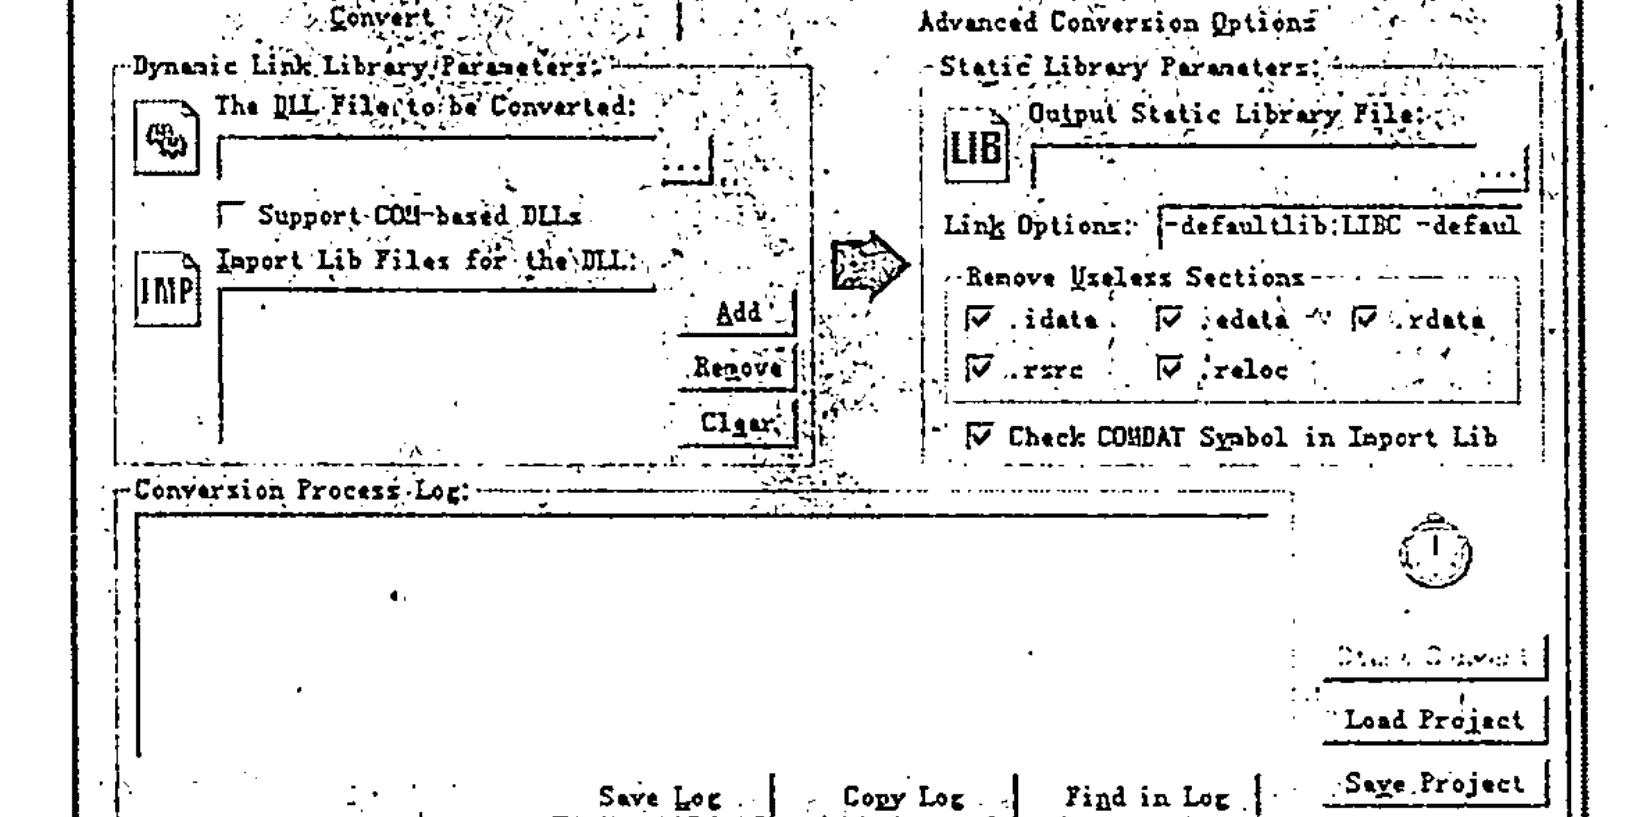 Convert
Advanced Conversion Options
Dynamic Link Library Parameters:
The DLL File to be Converted:
...
Support COM-based DLLs
Import Lib Files for the DLL:
IMP
Add
Remove
Clear
Static Library Parameters:
Output Static Library File:
LIB
...
Link Options: -defaultlib:LIBC -defaul
Remove Useless Sections
.idata .edata .rdata
.rsrc .reloc
Check COMDAT Symbol in Import Lib
Conversion Process Log:
Load Project
Save Project
Save Log Copy Log Find in Log